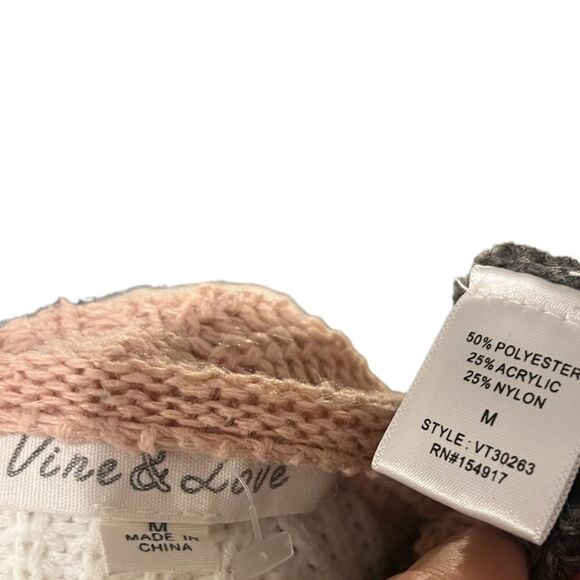 Vine & Love
M
MADE IN
CHINA
50% POLYESTER
25% ACRYLIC
25% NYLON
M
STYLE : VT30263
RN#154917